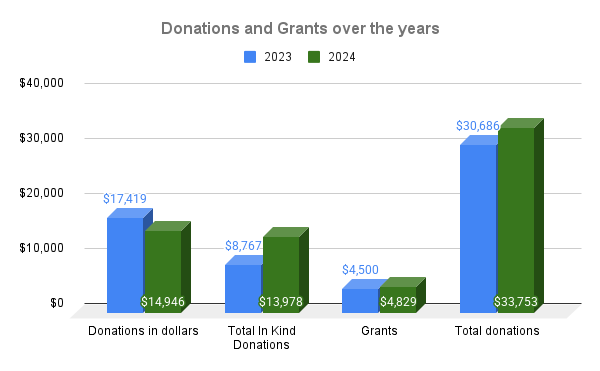 Donations and Grants over the years
2023 2024
$40,000
$30,000
$20,000
$10,000
$0
$17,419
$14,946
$8,767
$13,978
$4,500
$4,829
$30,686
$33,753
Donations in dollars
Total In Kind
Donations
Grants
Total donations